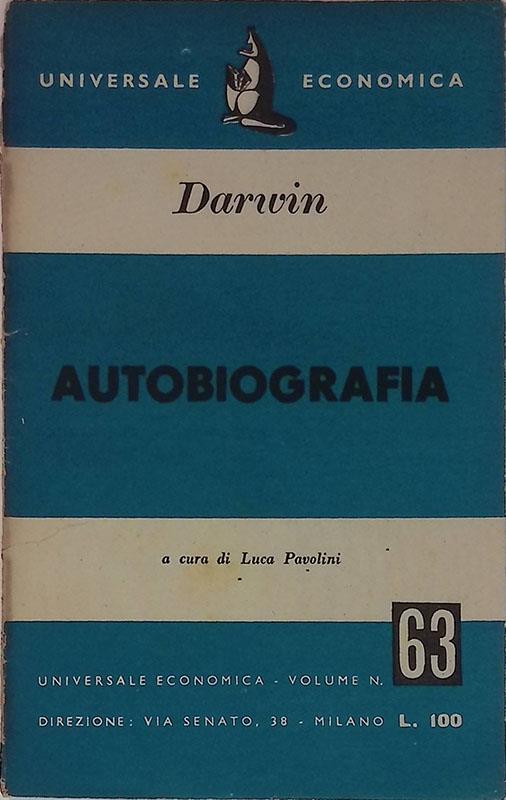 UNIVERSALE ECONOMICA
Darwin
AUTOBIOGRAFIA
a cura di Luca Pavolini
63
UNIVERSALE ECONOMICA - VOLUME N.
DIREZIONE: VIA SENATO, 38 - MILANO L. 100